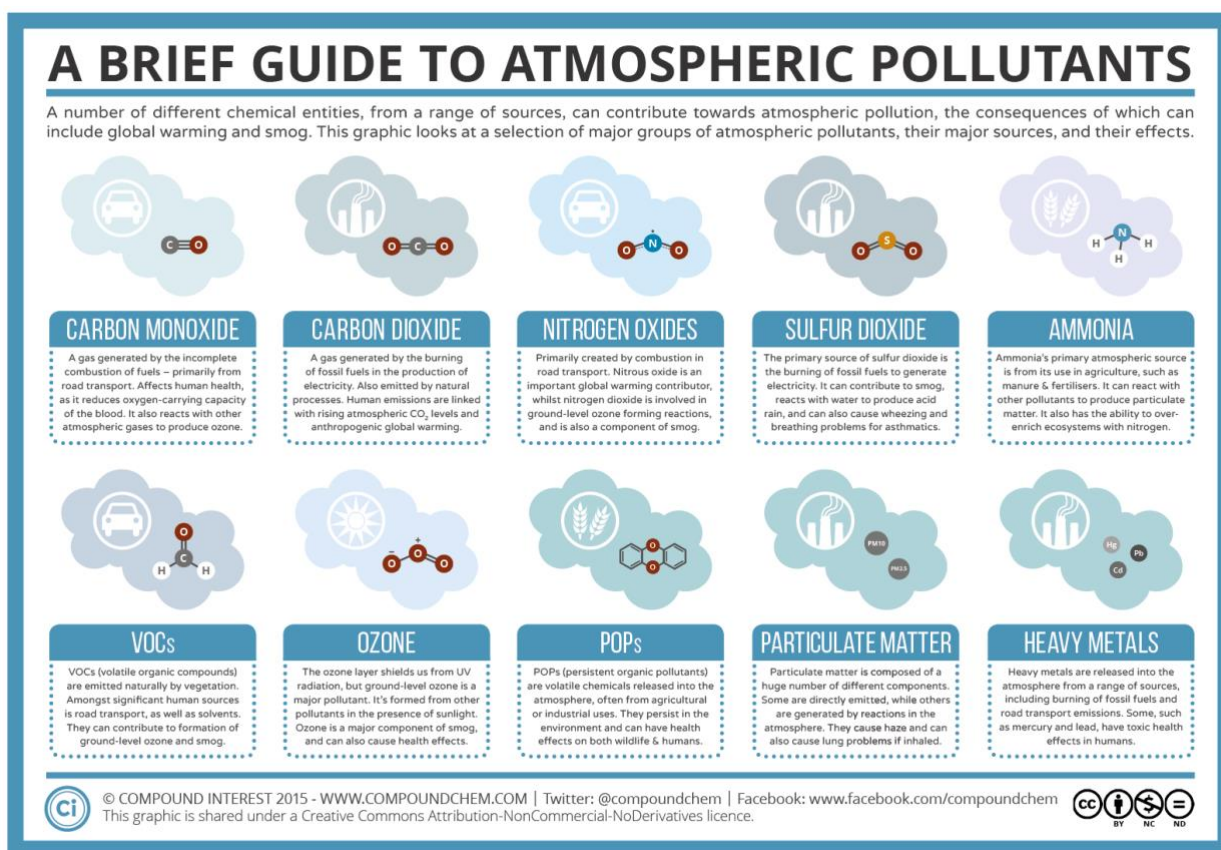 A BRIEF GUIDE TO ATMOSPHERIC POLLUTANTS
A number of different chemical entities, from a range of sources, can contribute towards atmospheric pollution, the consequences of which can
include global warming and smog. This graphic looks at a selection of major groups of atmospheric pollutants, their major sources, and their effects.
C O
CARBON MONOXIDE
A gas generated by the incomplete
combustion of fuels – primarily from
road transport. Affects human health,
as it reduces oxygen-carrying capacity
of the blood. It also reacts with other
atmospheric gases to produce ozone.
O C O
CARBON DIOXIDE
A gas generated by the burning
of fossil fuels in the production of
electricity. Also emitted by natural
processes. Human emissions are linked
with rising atmospheric CO₂ levels and
anthropogenic global warming.
O N O
NITROGEN OXIDES
Primarily created by combustion in
road transport. Nitrous oxide is an
important global warming contributor,
whilst nitrogen dioxide is involved in
ground-level ozone forming reactions,
and is also a component of smog.
O S O
SULFUR DIOXIDE
The primary source of sulfur dioxide is
the burning of fossil fuels to generate
electricity. It can contribute to smog,
reacts with water to produce acid
rain, and can also cause wheezing and
breathing problems for asthmatics.
N
H H
H
AMMONIA
Ammonia's primary atmospheric source
is from its use in agriculture, such as
manure & fertilisers. It can react with
other pollutants to produce particulate
matter. It also has the ability to over-
enrich ecosystems with nitrogen.
O
C
H H
VOCs
VOCs (volatile organic compounds)
are emitted naturally by vegetation.
Amongst significant human sources
is road transport, as well as solvents.
They can contribute to formation of
ground-level ozone and smog.
- +
O O O
OZONE
The ozone layer shields us from UV
radiation, but ground-level ozone is a
major pollutant. It's formed from other
pollutants in the presence of sunlight.
Ozone is a major component of smog,
and can also cause health effects.
O
O
POPs
POPs (persistent organic pollutants)
are volatile chemicals released into the
atmosphere, often from agricultural
or industrial uses. They persist in the
environment and can have health
effects on both wildlife & humans.
PM10
PM2.5
PARTICULATE MATTER
Particulate matter is composed of a
huge number of different components.
Some are directly emitted, while others
are generated by reactions in the
atmosphere. They cause haze and can
also cause lung problems if inhaled.
Hg Pb
Cd
HEAVY METALS
Heavy metals are released into the
atmosphere from a range of sources,
including burning of fossil fuels and
road transport emissions. Some, such
as mercury and lead, have toxic health
effects in humans.
Ci
© COMPOUND INTEREST 2015 - WWW.COMPOUNDCHEM.COM | Twitter: @compoundchem | Facebook: www.facebook.com/compoundchem
This graphic is shared under a Creative Commons Attribution-NonCommercial-NoDerivatives licence.
cc
BY NC ND